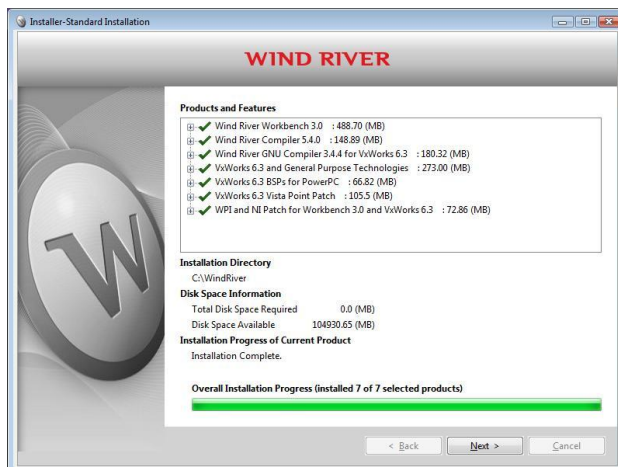 Installer-Standard Installation
WIND RIVER
Products and Features
Wind River Workbench 3.0 : 488.70 (MB)
Wind River Compiler 5.4.0 : 148.89 (MB)
Wind River GNU Compiler 3.4.4 for VxWorks 6.3 : 180.32 (MB)
VxWorks 6.3 and General Purpose Technologies : 273.00 (MB)
VxWorks 6.3 BSPs for PowerPC : 66.82 (MB)
VxWorks 6.3 Vista Point Patch : 105.5 (MB)
WPI and NI Patch for Workbench 3.0 and VxWorks 6.3 : 72.86 (MB)
Installation Directory
C:\WindRiver
Disk Space Information
Total Disk Space Required 0.0 (MB)
Disk Space Available 104930.65 (MB)
Installation Progress of Current Product
Installation Complete.
Overall Installation Progress (installed 7 of 7 selected products)
W
< Back Next > Cancel